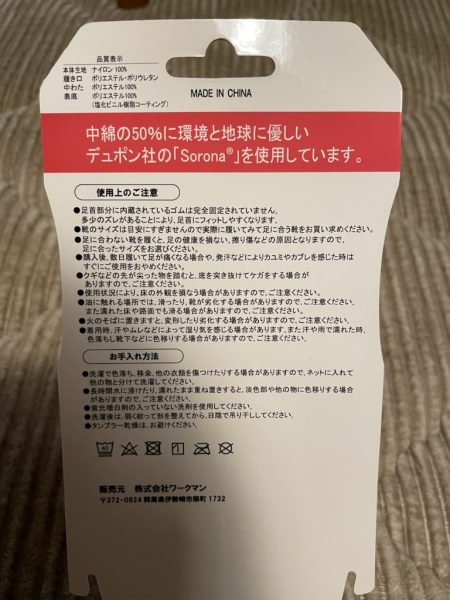 品質表示
本体生地 ナイロン 100%
履き口 ポリエステル・ポリウレタン
中わた ポリエステル100%
表底 ポリエステル100%
(塩化ビニル樹脂コーティング)
MADE IN CHINA
中綿の50%に環境と地球に優しい
デュポン社の「Sorona®」を使用しています。
使用上のご注意
●足首部分に内蔵されているゴムは完全固定されていません。
多少のズレがあることにより、足首にフィットしやすくなります。
●靴のサイズは目安にすぎませんので実際に履いてみて足に合う靴をお買い求めください。
●足に合わない靴を履くと、足の健康を損ない、擦り傷などの原因となりますので、
足に合ったサイズをお選びください。
●購入後、数日履いて足が痛くなる場合や、発汗などによりカユミやカブレを感じた時は
すぐにご使用をおやめください。
●クギなどの先が尖った物を踏むと、底を突き抜けてケガをする場合が
ありますので、ご注意ください。
●使用状況により、床の外観を損なう場合がありますので、ご注意ください。
●油に触れる場所では、滑ったり、靴が劣化する場合がありますので、ご注意ください。
また濡れた床や路面でも滑る場合がありますので、ご注意ください。
●火のそばに置きますと、変形したり劣化する場合がありますので、ご注意ください。
●着用時、汗やムレなどによって湿り気を感じる場合があります。また汗や雨で濡れた時、
色落ちし靴下などに色移りする場合がありますので、ご注意ください。
お手入れ方法
●洗濯で色落ち、移染、他の衣類を傷つけたりする場合がありますので、ネットに入れて
他の物と分けて洗濯してください。
●長時間水に浸けたり、濡れたまま重ね置きすると、淡色部や他の物に色移りする場合
がありますので、ご注意ください。
●蛍光増白剤の入っていない洗剤を使用してください。
●洗濯後は、弱く絞って形を整えてから、日陰で吊り干ししてください。
●タンブラー乾燥は、お避けください。
40
販売元 株式会社ワークマン
〒372-0824 群馬県伊勢崎市柴町 1732